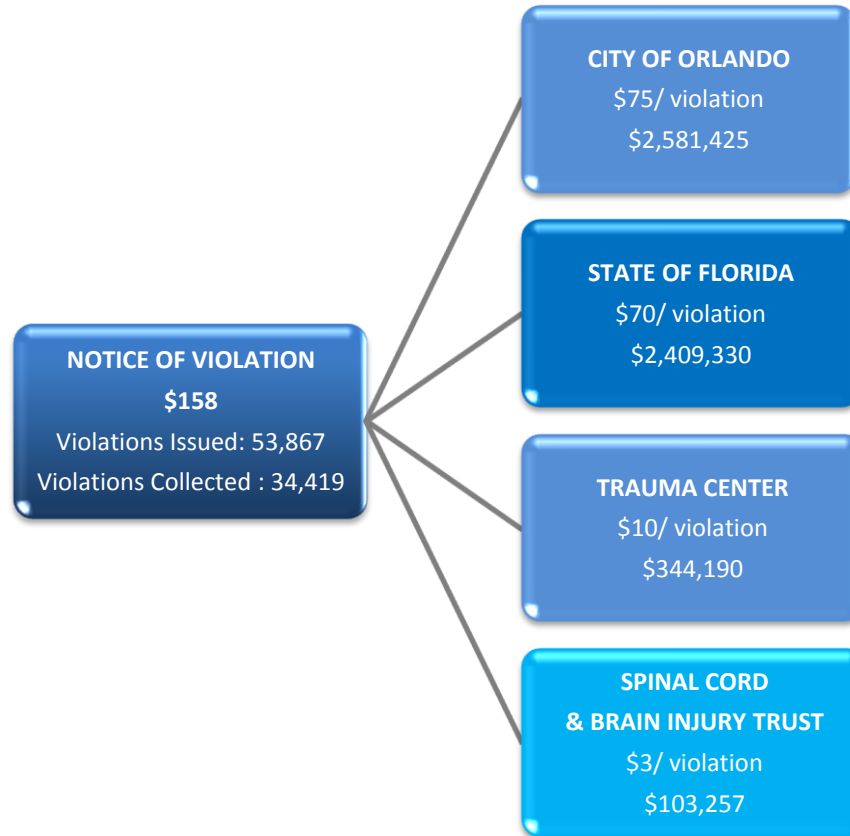 NOTICE OF VIOLATION
$158
Violations Issued: 53,867
Violations Collected : 34,419
CITY OF ORLANDO
$75/ violation
$2,581,425
STATE OF FLORIDA
$70/ violation
$2,409,330
TRAUMA CENTER
$10/ violation
$344,190
SPINAL CORD
& BRAIN INJURY TRUST
$3/ violation
$103,257